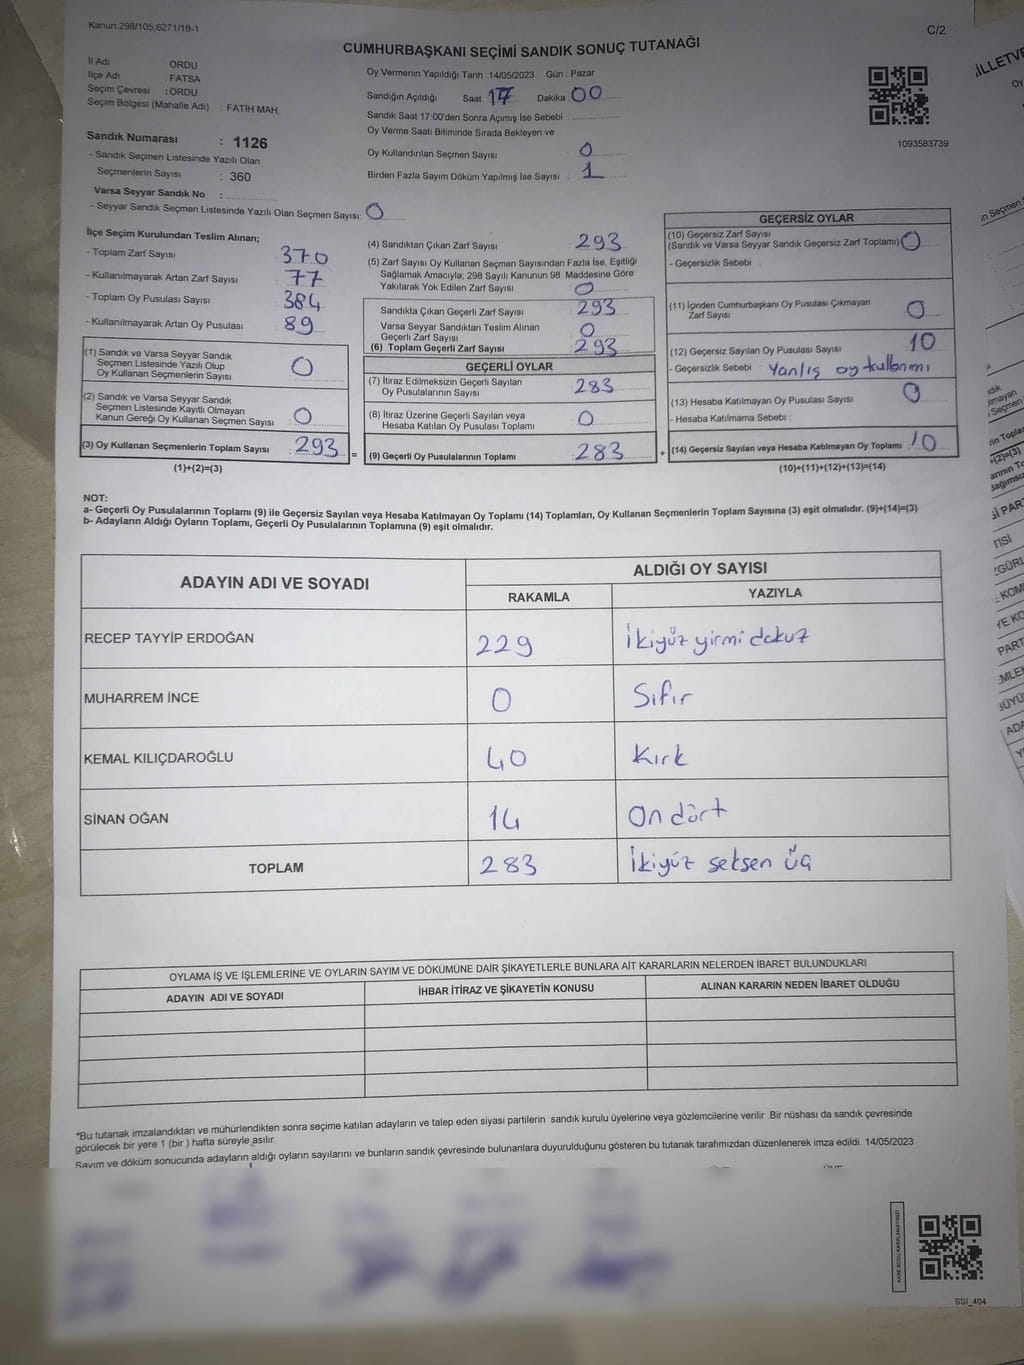 Kanun 298/105,6271/18-1
C/2
CUMHURBAŞKANI SEÇİMİ SANDIK SONUÇ TUTANAĞI
İl Adı ORDU
İlçe Adı : FATSA
Seçim Çevresi : ORDU
Seçim Bölgesi (Mahalle Adı) : FATİH MAH.
Sandık Numarası : 1126
- Sandık Seçmen Listesinde Yazılı Olan
Seçmenlerin Sayısı : 360
Varsa Seyyar Sandık No :
- Seyyar Sandık Seçmen Listesinde Yazılı Olan Seçmen Sayısı: 0
Oy Vermenin Yapıldığı Tarih : 14/05/2023 Gün : Pazar
Sandığın Açıldığı Saat 17 Dakika 00
Sandık Saat 17:00'den Sonra Açımış İse Sebebi :
Oy Verme Saati Bitiminde Sırada Bekleyen ve
Oy Kullandırılan Seçmen Sayısı : 0
Birden Fazla Sayım Döküm Yapılmış İse Sayısı : 1
1093583739
İlçe Seçim Kurulundan Teslim Alınan;
- Toplam Zarf Sayısı : 370
- Kullanılmayarak Artan Zarf Sayısı : 77
- Toplam Oy Pusulası Sayısı : 384
- Kullanılmayarak Artan Oy Pusulası : 89
(1) Sandık ve Varsa Seyyar Sandık
Seçmen Listesinde Yazılı Olup
Oy Kullanan Seçmenlerin Sayısı : 0
(2) Sandık ve Varsa Seyyar Sandık
Seçmen Listesinde Kayıtlı Olmayan
Kanun Gereği Oy Kullanan Seçmen Sayısı : 0
(3) Oy Kullanan Seçmenlerin Toplam Sayısı : 293
(1)+(2)=(3)
=
(4) Sandıktan Çıkan Zarf Sayısı : 293
(5) Zarf Sayısı Oy Kullanan Seçmen Sayısından Fazla İse, Eşitliği
Sağlamak Amacıyla; 298 Sayılı Kanunun 98. Maddesine Göre
Yakılarak Yok Edilen Zarf Sayısı : 0
Sandıkta Çıkan Geçerli Zarf Sayısı : 293
Varsa Seyyar Sandıktan Teslim Alınan
Geçerli Zarf Sayısı : 0
(6) Toplam Geçerli Zarf Sayısı : 293
GEÇERLİ OYLAR
(7) İtiraz Edilmeksizin Geçerli Sayılan
Oy Pusulalarının Sayısı : 283
(8) İtiraz Üzerine Geçerli Sayılan veya
Hesaba Katılan Oy Pusulası Toplamı : 0
(9) Geçerli Oy Pusulalarının Toplamı : 283
+
GEÇERSİZ OYLAR
(10) Geçersiz Zarf Sayısı
(Sandık ve Varsa Seyyar Sandık Geçersiz Zarf Toplamı) : 0
- Geçersizlik Sebebi :
(11) İçinden Cumhurbaşkanı Oy Pusulası Çıkmayan
Zarf Sayısı : 0
(12) Geçersiz Sayılan Oy Pusulası Sayısı : 10
- Geçersizlik Sebebi : Yanlış oy kullanımı
(13) Hesaba Katılmayan Oy Pusulası Sayısı : 0
- Hesaba Katılmama Sebebi :
(14) Geçersiz Sayılan veya Hesaba Katılmayan Oy Toplamı : 10
(10)+(11)+(12)+(13)=(14)
NOT:
a- Geçerli Oy Pusulalarının Toplamı (9) ile Geçersiz Sayılan veya Hesaba Katılmayan Oy Toplamı (14) Toplamları, Oy Kullanan Seçmenlerin Toplam Sayısına (3) eşit olmalıdır. (9)+(14)=(3)
b- Adayların Aldığı Oyların Toplamı, Geçerli Oy Pusulalarının Toplamına (9) eşit olmalıdır.
ADAYIN ADI VE SOYADI
ALDIĞI OY SAYISI
RAKAMLA YAZIYLA
RECEP TAYYİP ERDOĞAN 229 İkiyüz yirmi dokuz
MUHARREM İNCE 0 Sıfır
KEMAL KILIÇDAROĞLU 40 Kırk
SİNAN OĞAN 14 On dört
TOPLAM 283 İkiyüz seksen üç
OYLAMA İŞ VE İŞLEMLERİNE VE OYLARIN SAYIM VE DÖKÜMÜNE DAİR ŞİKAYETLERLE BUNLARA AİT KARARLARIN NELERDEN İBARET BULUNDUKLARI
ADAYIN ADI VE SOYADI İHBAR İTİRAZ VE ŞİKAYETİN KONUSU ALINAN KARARIN NEDEN İBARET OLDUĞU
*Bu tutanak imzalandıktan ve mühürlendikten sonra seçime katılan adayların ve talep eden siyasi partilerin sandık kurulu üyelerine veya gözlemcilerine verilir .Bir nüshası da sandık çevresinde
görülecek bir yere 1 (bir ) hafta süreyle asılır.
Sayım ve döküm sonucunda adayların aldığı oyların sayılarını ve bunların sandık çevresinde bulunanlara duyurulduğunu gösteren bu tutanak tarafımızdan düzenlenerek imza edildi. 14/05/2023
SSI_404